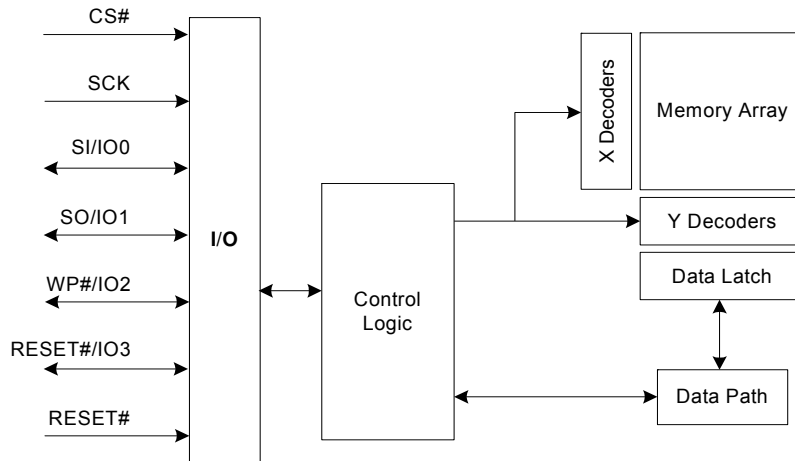 CS#
SCK
SI/IO0
SO/IO1
WP#/IO2
RESET#/IO3
RESET#
I/O
Control
Logic
X Decoders
Memory Array
Y Decoders
Data Latch
Data Path